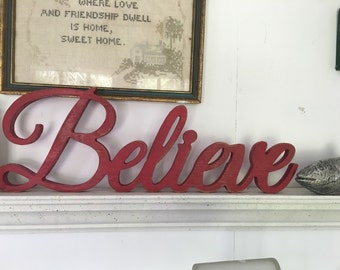 WHERE LOVE
AND FRIENDSHIP DWELL
IS HOME,
SWEET HOME.
Believe